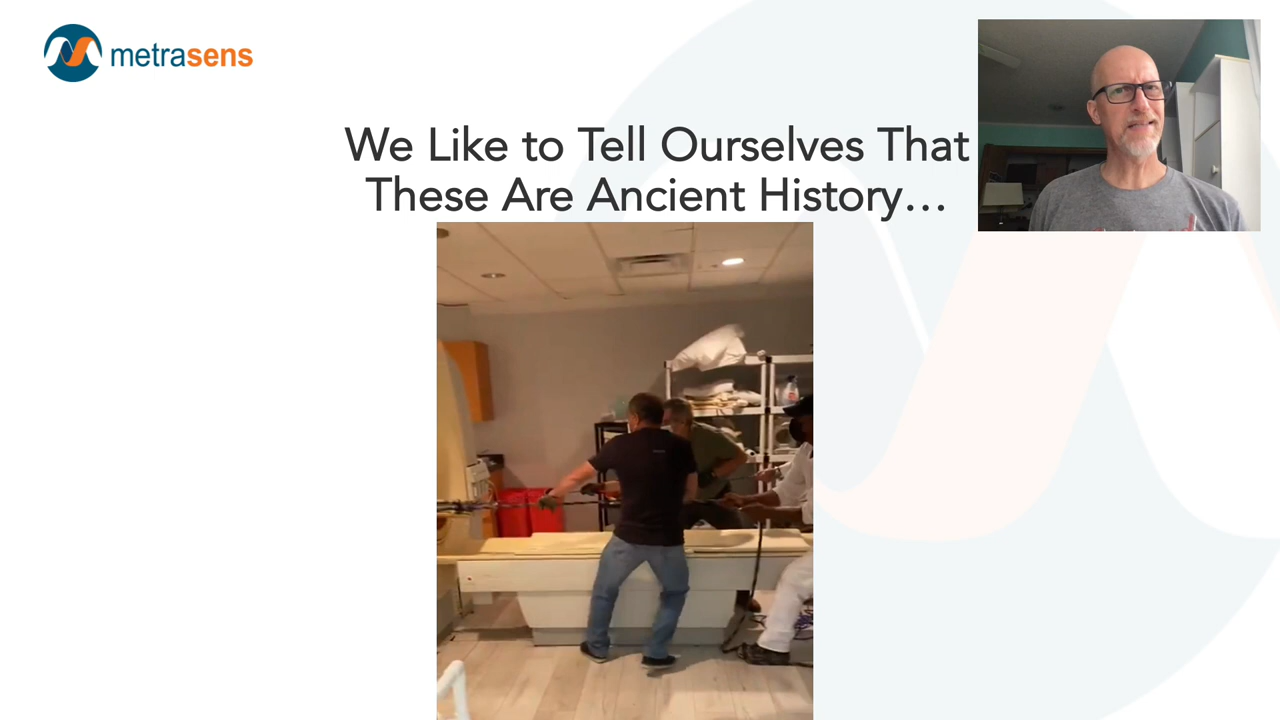 metrasens
We Like to Tell Ourselves That
These Are Ancient History…